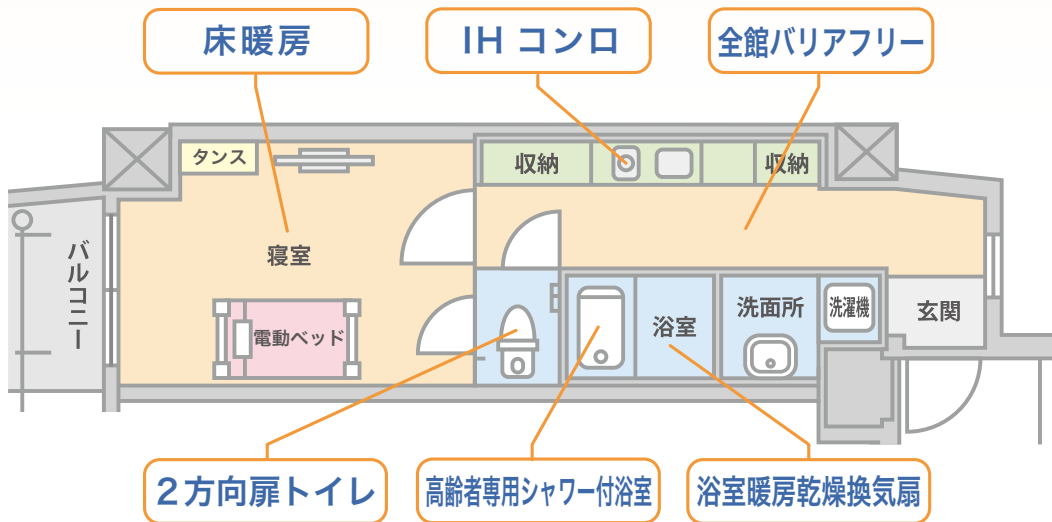 床暖房
IH コンロ
全館バリアフリー
タンス
収納
収納
寝室
バルコニー
電動ベッド
浴室
洗面所
洗濯機
玄関
2方向扉トイレ
高齢者専用シャワー付浴室
浴室暖房乾燥換気扇